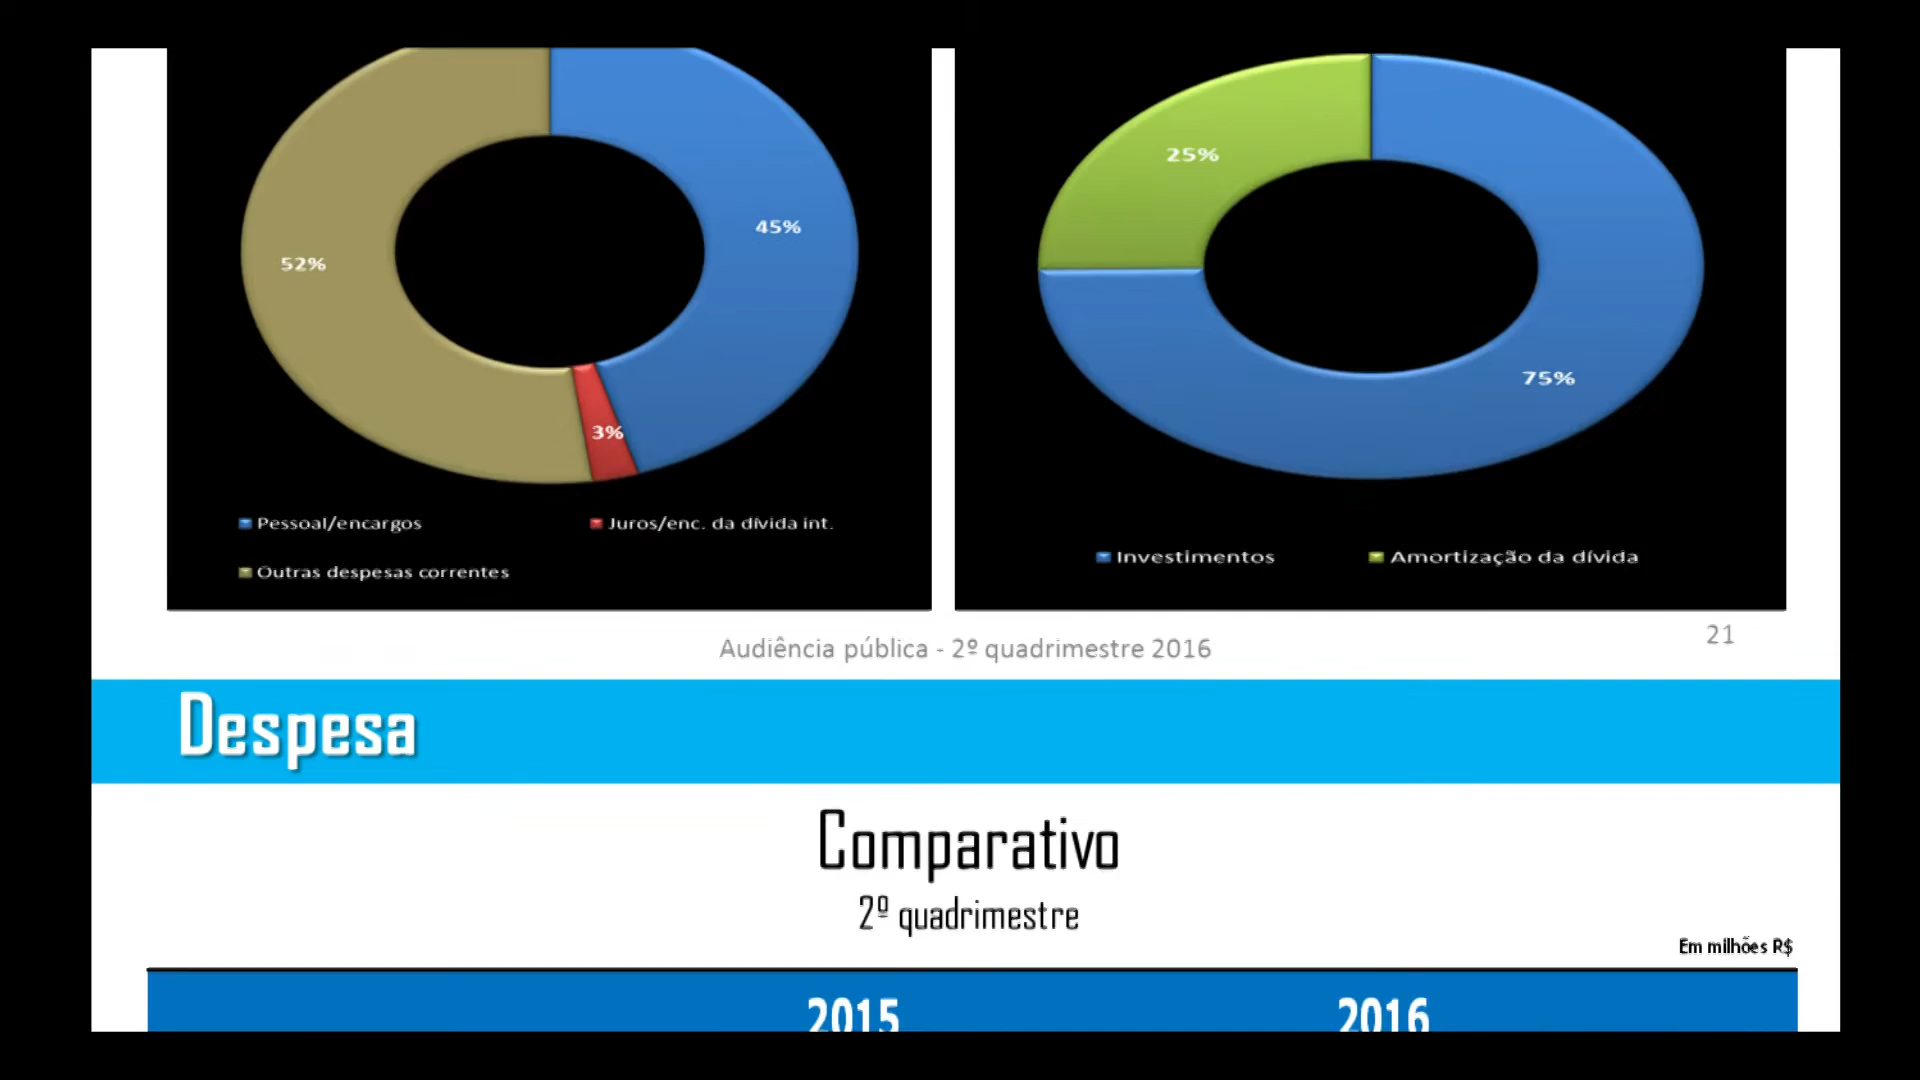 52%
45%
3%
Pessoal/encargos
Juros/enc. da dívida int.
Outras despesas correntes
25%
75%
Investimentos
Amortização da dívida
Audiência pública - 2º quadrimestre 2016
21
Despesa
Comparativo
2º quadrimestre
Em milhões R$
2015
2016